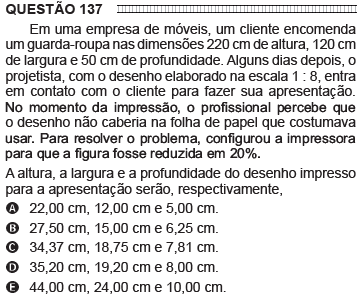 QUESTÃO 137
Em uma empresa de móveis, um cliente encomenda
um guarda-roupa nas dimensões 220 cm de altura, 120 cm
de largura e 50 cm de profundidade. Alguns dias depois, o
projetista, com o desenho elaborado na escala 1 : 8, entra
em contato com o cliente para fazer sua apresentação.
No momento da impressão, o profissional percebe que
o desenho não caberia na folha de papel que costumava
usar. Para resolver o problema, configurou a impressora
para que a figura fosse reduzida em 20%.
A altura, a largura e a profundidade do desenho impresso
para a apresentação serão, respectivamente,
A 22,00 cm, 12,00 cm e 5,00 cm.
B 27,50 cm, 15,00 cm e 6,25 cm.
C 34,37 cm, 18,75 cm e 7,81 cm.
D 35,20 cm, 19,20 cm e 8,00 cm.
E 44,00 cm, 24,00 cm e 10,00 cm.